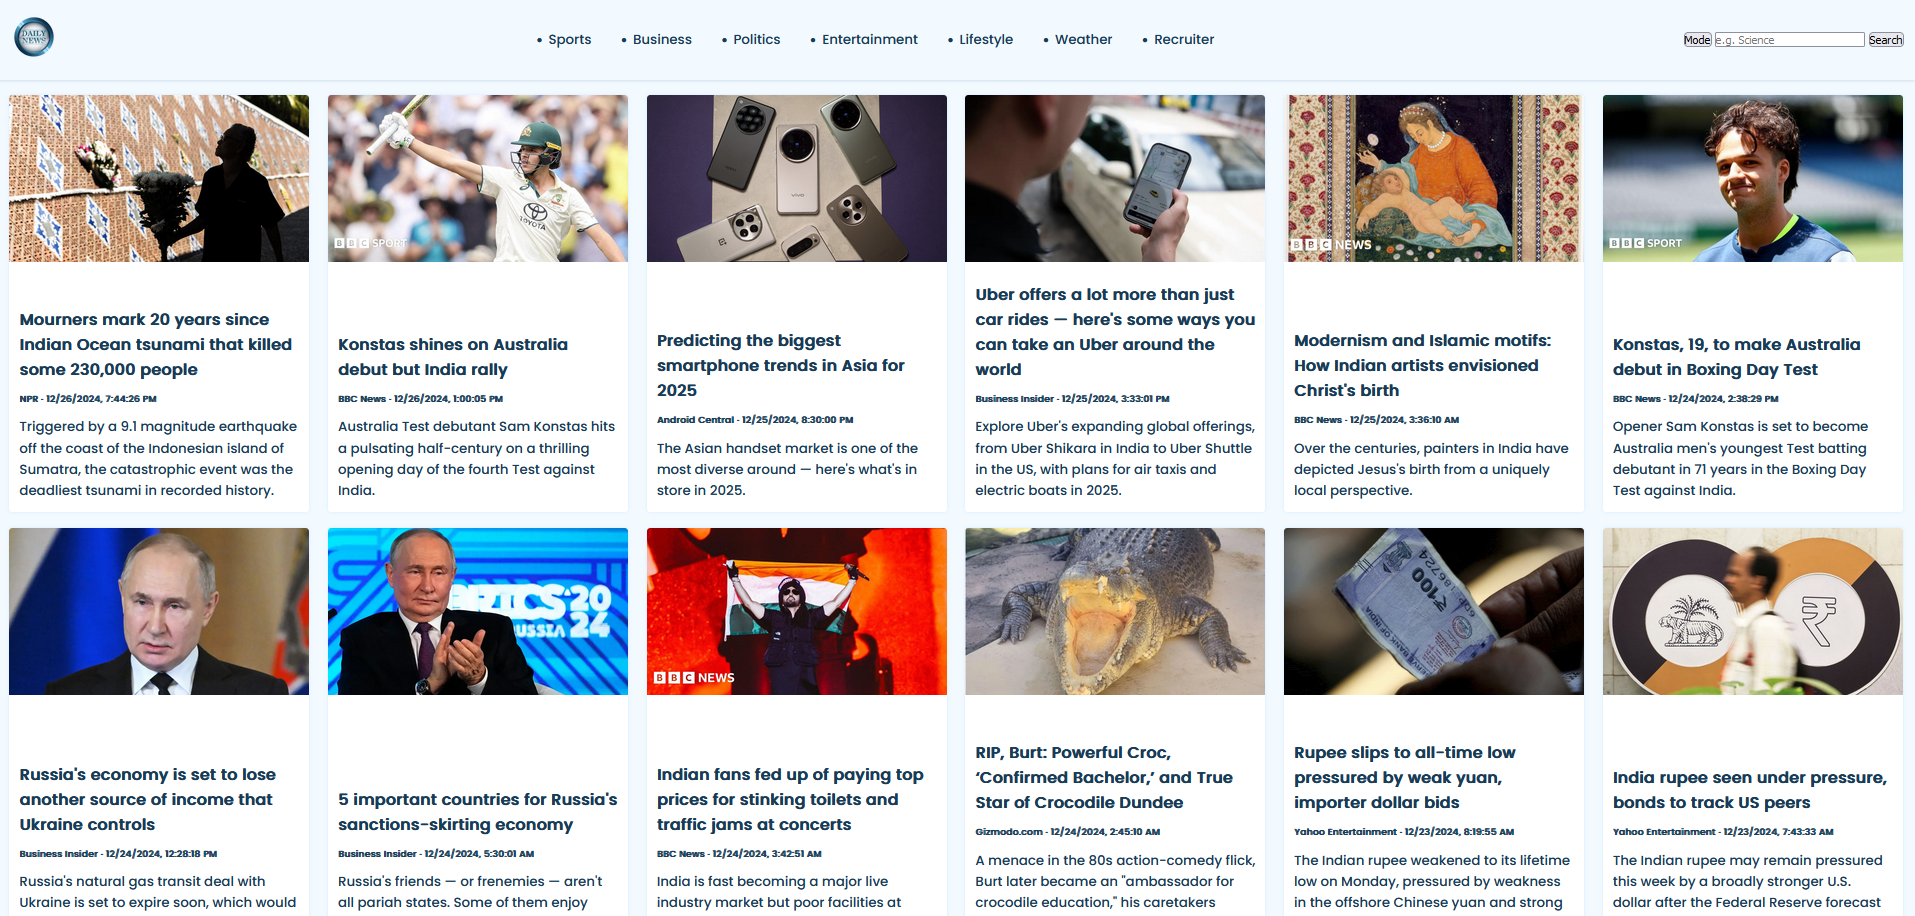 DAILY
NEWS
Sports
Business
Politics
Entertainment
Lifestyle
Weather
Recruiter
Mode
e.g. Science
Search
TOYOTA
BBC SPORT
vivo
BBC NEWS
BBC SPORT
Mourners mark 20 years since
Indian Ocean tsunami that killed
some 230,000 people
NPR - 12/26/2024, 7:44:26 PM
Triggered by a 9.1 magnitude earthquake
off the coast of the Indonesian island of
Sumatra, the catastrophic event was the
deadliest tsunami in recorded history.
Konstas shines on Australia
debut but India rally
BBC News - 12/26/2024, 1:00:05 PM
Australia Test debutant Sam Konstas hits
a pulsating half-century on a thrilling
opening day of the fourth Test against
India.
Predicting the biggest
smartphone trends in Asia for
2025
Android Central - 12/25/2024, 8:30:00 PM
The Asian handset market is one of the
most diverse around — here's what's in
store in 2025.
Uber offers a lot more than just
car rides — here's some ways you
can take an Uber around the
world
Business Insider - 12/25/2024, 3:33:01 PM
Explore Uber's expanding global offerings,
from Uber Shikara in India to Uber Shuttle
in the US, with plans for air taxis and
electric boats in 2025.
Modernism and Islamic motifs:
How Indian artists envisioned
Christ's birth
BBC News - 12/25/2024, 3:36:10 AM
Over the centuries, painters in India have
depicted Jesus's birth from a uniquely
local perspective.
Konstas, 19, to make Australia
debut in Boxing Day Test
BBC News - 12/24/2024, 2:38:29 PM
Opener Sam Konstas is set to become
Australia men's youngest Test batting
debutant in 71 years in the Boxing Day
Test against India.
BRICS 20
RUSSIA 24
BBC NEWS
₹100
86724
Russia's economy is set to lose
another source of income that
Ukraine controls
Business Insider - 12/24/2024, 12:28:18 PM
Russia's natural gas transit deal with
Ukraine is set to expire soon, which would
5 important countries for Russia's
sanctions-skirting economy
Business Insider - 12/24/2024, 5:30:01 AM
Russia's friends — or frenemies — aren't
all pariah states. Some of them enjoy
Indian fans fed up of paying top
prices for stinking toilets and
traffic jams at concerts
BBC News - 12/24/2024, 3:42:51 AM
India is fast becoming a major live
industry market but poor facilities at
RIP, Burt: Powerful Croc,
‘Confirmed Bachelor,’ and True
Star of Crocodile Dundee
Gizmodo.com - 12/24/2024, 2:45:10 AM
A menace in the 80s action-comedy flick,
Burt later became an "ambassador for
crocodile education," his caretakers
Rupee slips to all-time low
pressured by weak yuan,
importer dollar bids
Yahoo Entertainment - 12/23/2024, 8:19:55 AM
The Indian rupee weakened to its lifetime
low on Monday, pressured by weakness
in the offshore Chinese yuan and strong
India rupee seen under pressure,
bonds to track US peers
Yahoo Entertainment - 12/23/2024, 7:43:33 AM
The Indian rupee may remain pressured
this week by a broadly stronger U.S.
dollar after the Federal Reserve forecast